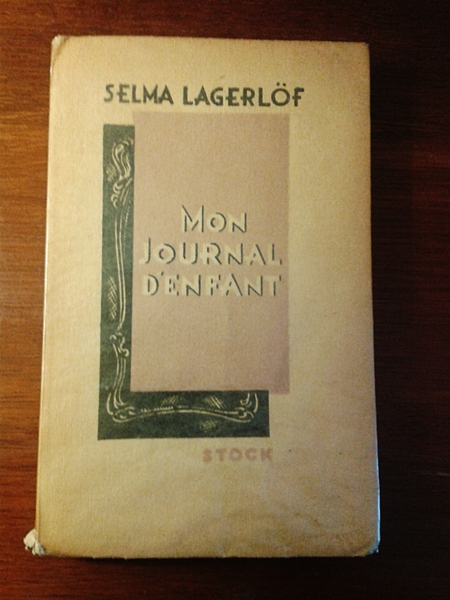 SELMA LAGERLÖF
MON
JOURNAL
D'ENFANT
STOCK